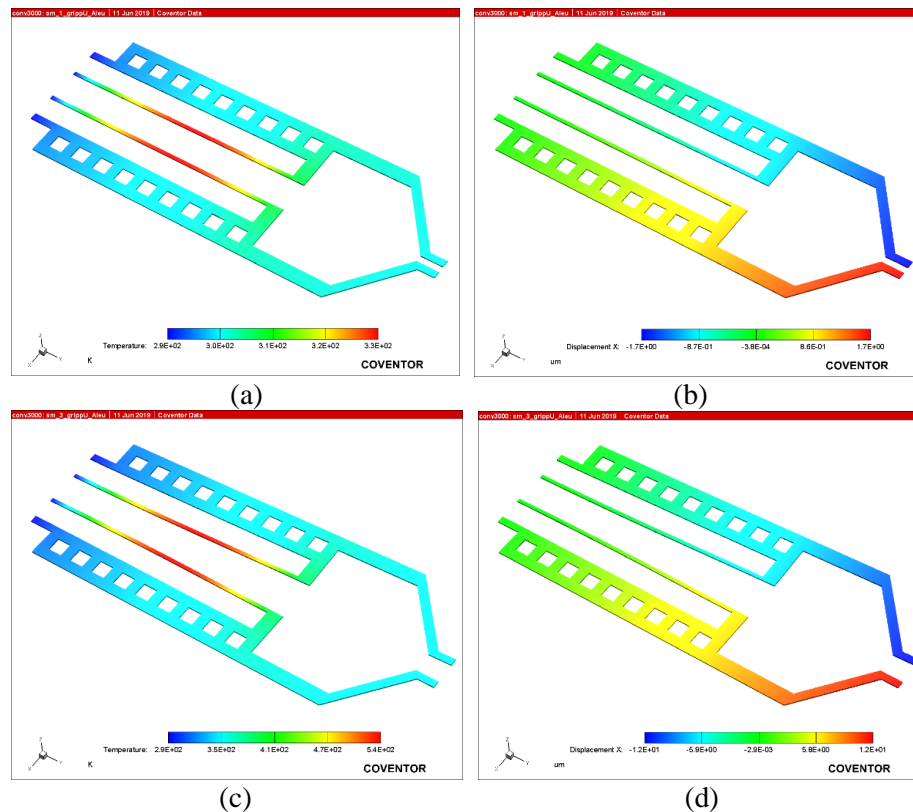 conv3000: sm_1_grippU_Aleu | 11 Jun 2019 | Coventor Data
Z
X
Y
Temperature:
2.9E+02 3.0E+02 3.1E+02 3.2E+02 3.3E+02
K
COVENTOR
(a)
conv3000: sm_1_grippU_Aleu | 11 Jun 2019 Coventor Data
Z
X
Y
Displacement X:
-1.7E+00 -8.7E-01 -3.8E-04 8.6E-01 1.7E+00
um
COVENTOR
(b)
conv3000: sm_3_grippU_Aleu | 11 Jun 2019 | Coventor Data
Z
X
Y
Temperature:
2.9E+02 3.5E+02 4.1E+02 4.7E+02 5.4E+02
K
COVENTOR
(c)
conv3000: sm_3_grippU_Aleu | 11 Jun 2019 Coventor Data
Z
X
Y
Displacement X:
-1.2E+01 -5.9E+00 -2.9E-03 5.8E+00 1.2E+01
um
COVENTOR
(d)